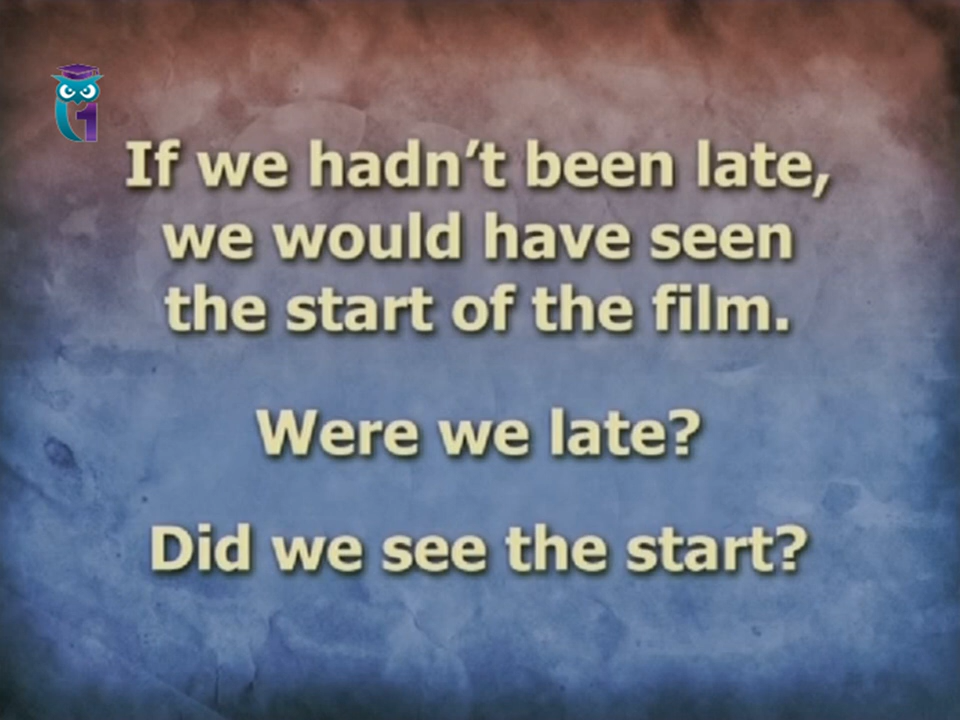 If we hadn't been late,
we would have seen
the start of the film.
Were we late?
Did we see the start?